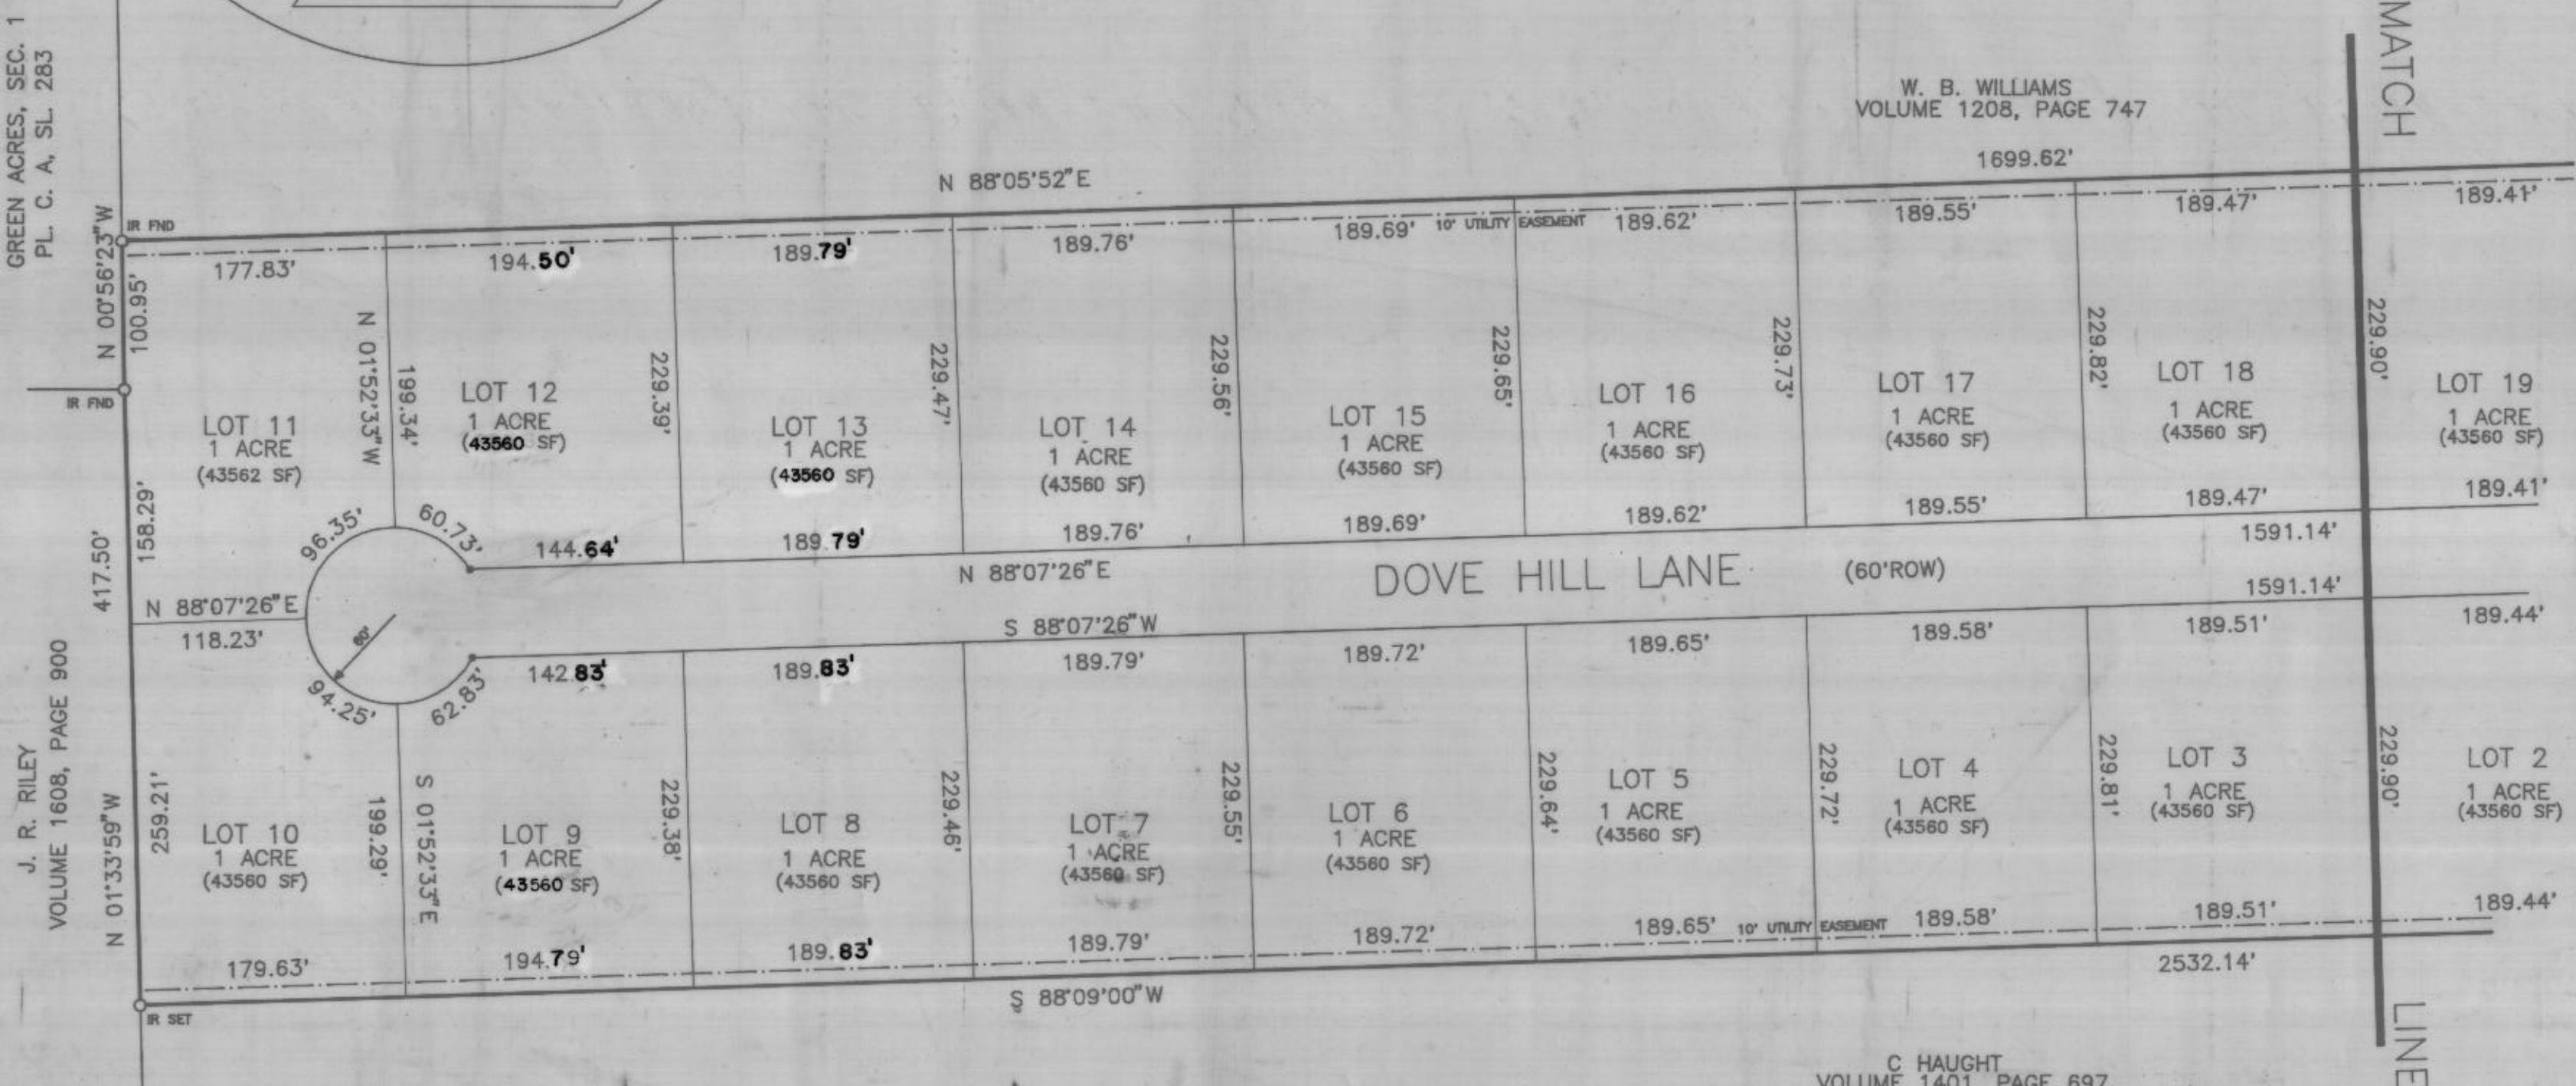 GREEN ACRES, SEC. 1
PL. C. A, SL. 283
MATCH
W. B. WILLIAMS
VOLUME 1208, PAGE 747
1699.62'
N 88°05'52"E
IR FND
N 00°56'23"W
100.95'
IR FND
177.83'
194.50'
189.79'
189.76'
189.69'
10' UTILITY EASEMENT
189.62'
189.55'
189.47'
189.41'
N 01°52'33"W
199.34'
229.39'
229.47'
229.56'
229.65'
229.73'
229.82'
229.90'
LOT 11
1 ACRE
(43562 SF)
LOT 12
1 ACRE
(43560 SF)
LOT 13
1 ACRE
(43560 SF)
LOT 14
1 ACRE
(43560 SF)
LOT 15
1 ACRE
(43560 SF)
LOT 16
1 ACRE
(43560 SF)
LOT 17
1 ACRE
(43560 SF)
LOT 18
1 ACRE
(43560 SF)
LOT 19
1 ACRE
(43560 SF)
158.29'
417.50'
96.35'
60.73'
144.64'
189.79'
189.76'
189.69'
189.62'
189.55'
189.47'
189.41'
1591.14'
N 88°07'26"E
DOVE HILL LANE
(60'ROW)
1591.14'
N 88°07'26"E
118.23'
60'
94.25'
62.83'
S 88°07'26"W
142.83'
189.83'
189.79'
189.72'
189.65'
189.58'
189.51'
189.44'
J. R. RILEY
VOLUME 1608, PAGE 900
N 01°33'59"W
259.21'
199.29'
S 01°52'33"E
229.38'
229.46'
229.55'
229.64'
229.72'
229.81'
229.90'
LOT 10
1 ACRE
(43560 SF)
LOT 9
1 ACRE
(43560 SF)
LOT 8
1 ACRE
(43560 SF)
LOT 7
1 ACRE
(43560 SF)
LOT 6
1 ACRE
(43560 SF)
LOT 5
1 ACRE
(43560 SF)
LOT 4
1 ACRE
(43560 SF)
LOT 3
1 ACRE
(43560 SF)
LOT 2
1 ACRE
(43560 SF)
179.63'
194.79'
189.83'
189.79'
189.72'
189.65'
10' UTILITY EASEMENT
189.58'
189.51'
189.44'
2532.14'
S 88°09'00"W
IR SET
LINE
C HAUGHT
VOLUME 1401, PAGE 697